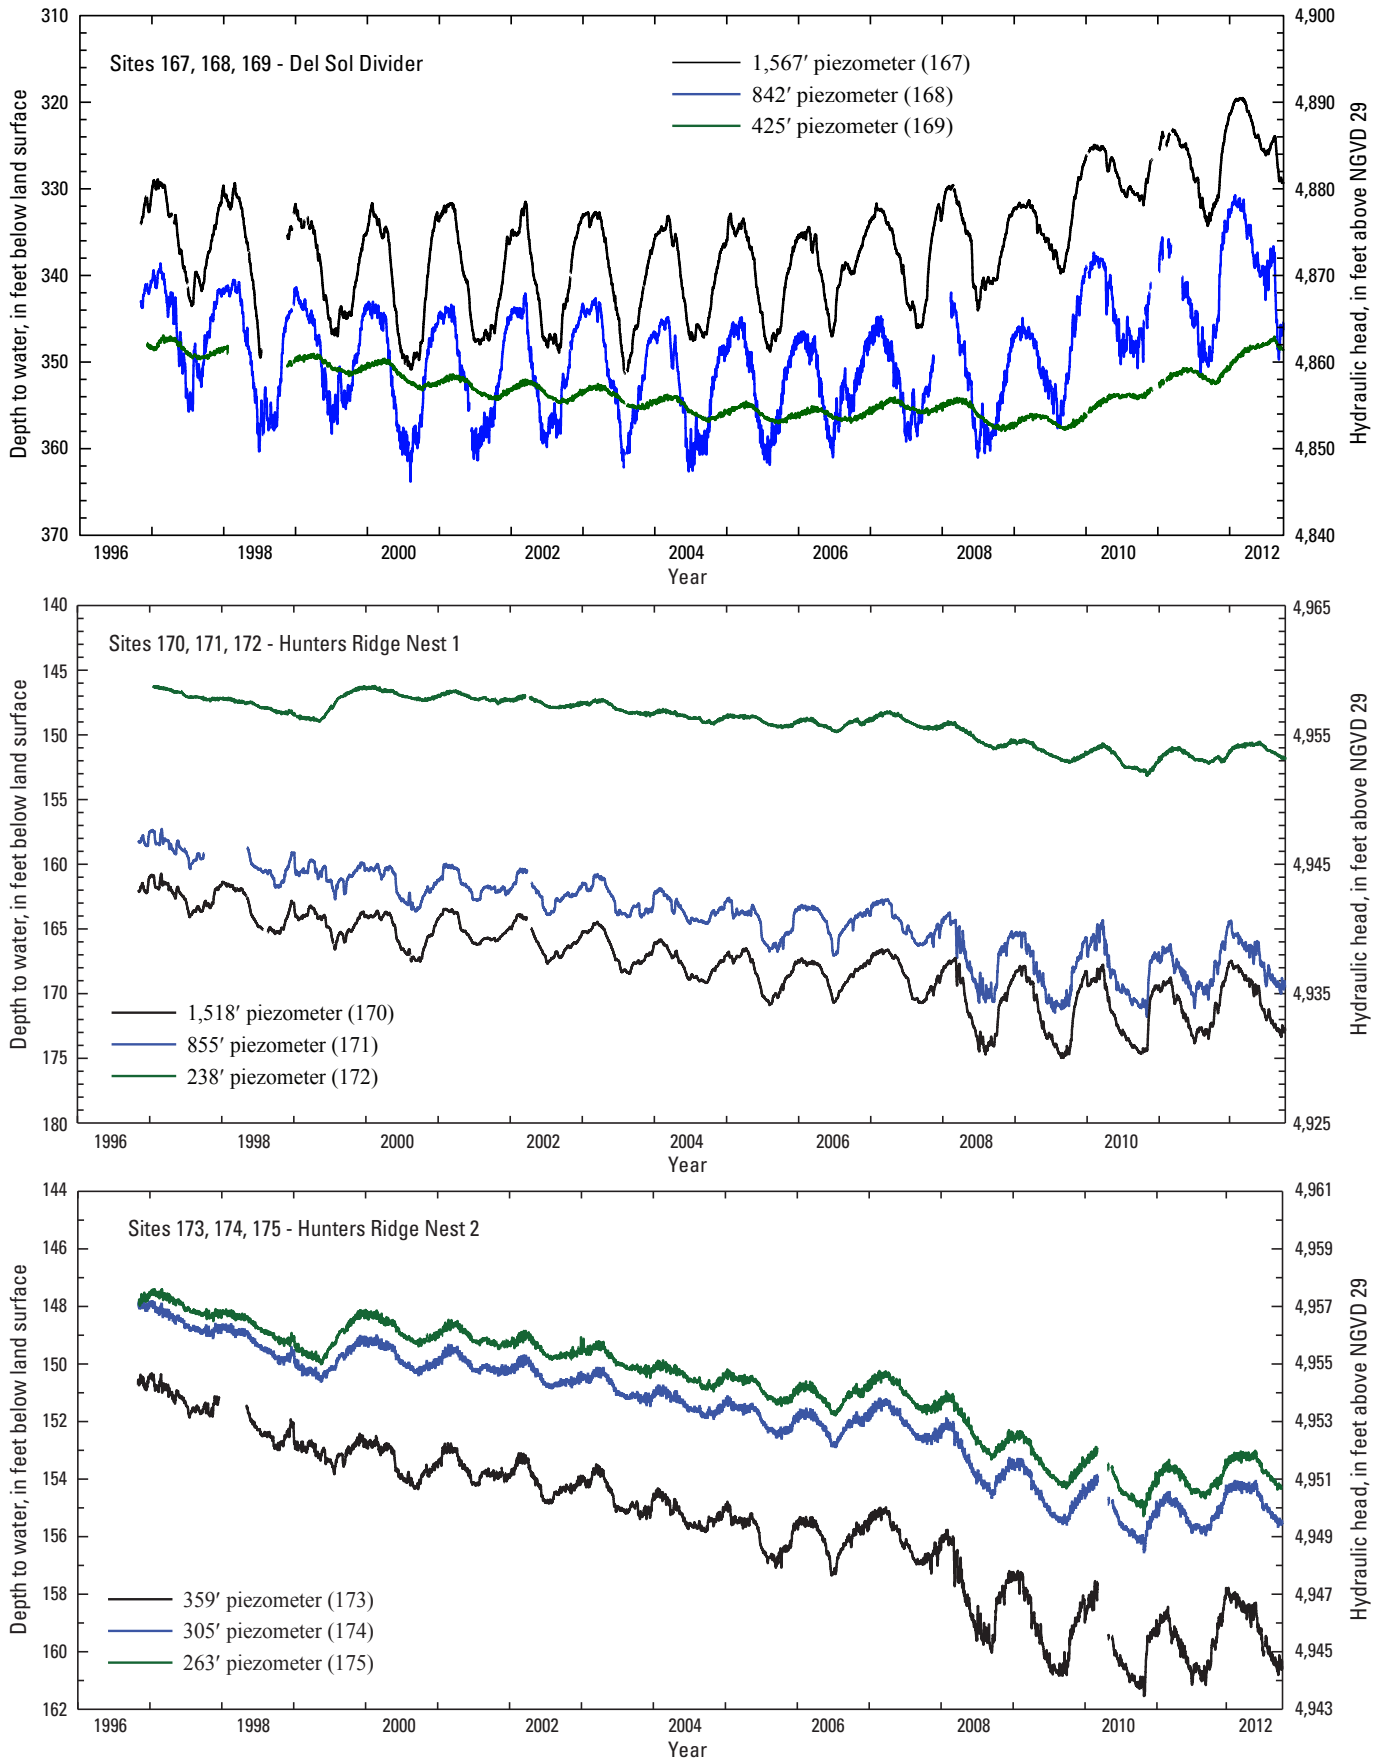 Sites 167, 168, 169 - Del Sol Divider
1,567′ piezometer (167)
842′ piezometer (168)
425′ piezometer (169)
Depth to water, in feet below land surface
310
320
330
340
350
360
370
4,900
4,890
4,880
4,870
4,860
4,850
4,840
Hydraulic head, in feet above NGVD 29
1996 1998 2000 2002 2004 2006 2008 2010 2012
Year
Sites 170, 171, 172 - Hunters Ridge Nest 1
Depth to water, in feet below land surface
140
145
150
155
160
165
170
175
180
4,965
4,955
4,945
4,935
4,925
Hydraulic head, in feet above NGVD 29
1,518′ piezometer (170)
855′ piezometer (171)
238′ piezometer (172)
1996 1998 2000 2002 2004 2006 2008 2010
Year
Sites 173, 174, 175 - Hunters Ridge Nest 2
Depth to water, in feet below land surface
144
146
148
150
152
154
156
158
160
162
4,961
4,959
4,957
4,955
4,953
4,951
4,949
4,947
4,945
4,943
Hydraulic head, in feet above NGVD 29
359′ piezometer (173)
305′ piezometer (174)
263′ piezometer (175)
1996 1998 2000 2002 2004 2006 2008 2010 2012
Year